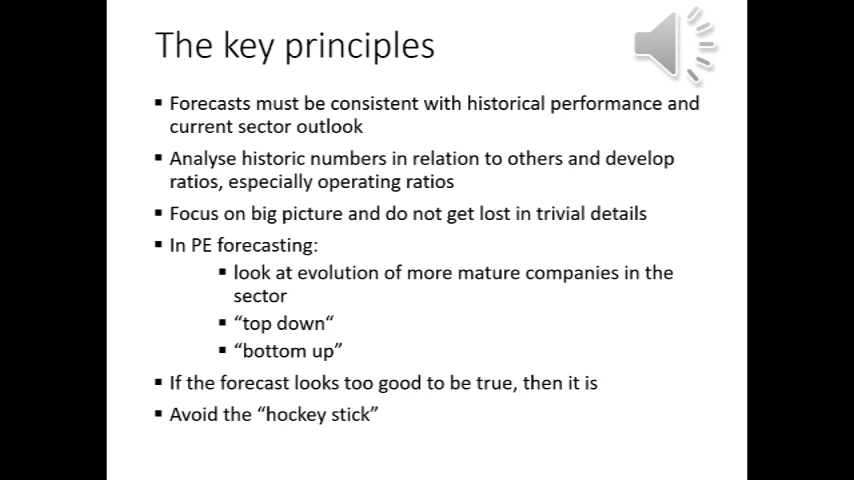 The key principles
▪ Forecasts must be consistent with historical performance and
current sector outlook
▪ Analyse historic numbers in relation to others and develop
ratios, especially operating ratios
▪ Focus on big picture and do not get lost in trivial details
▪ In PE forecasting:
▪ look at evolution of more mature companies in the
sector
▪ “top down“
▪ “bottom up”
▪ If the forecast looks too good to be true, then it is
▪ Avoid the “hockey stick”